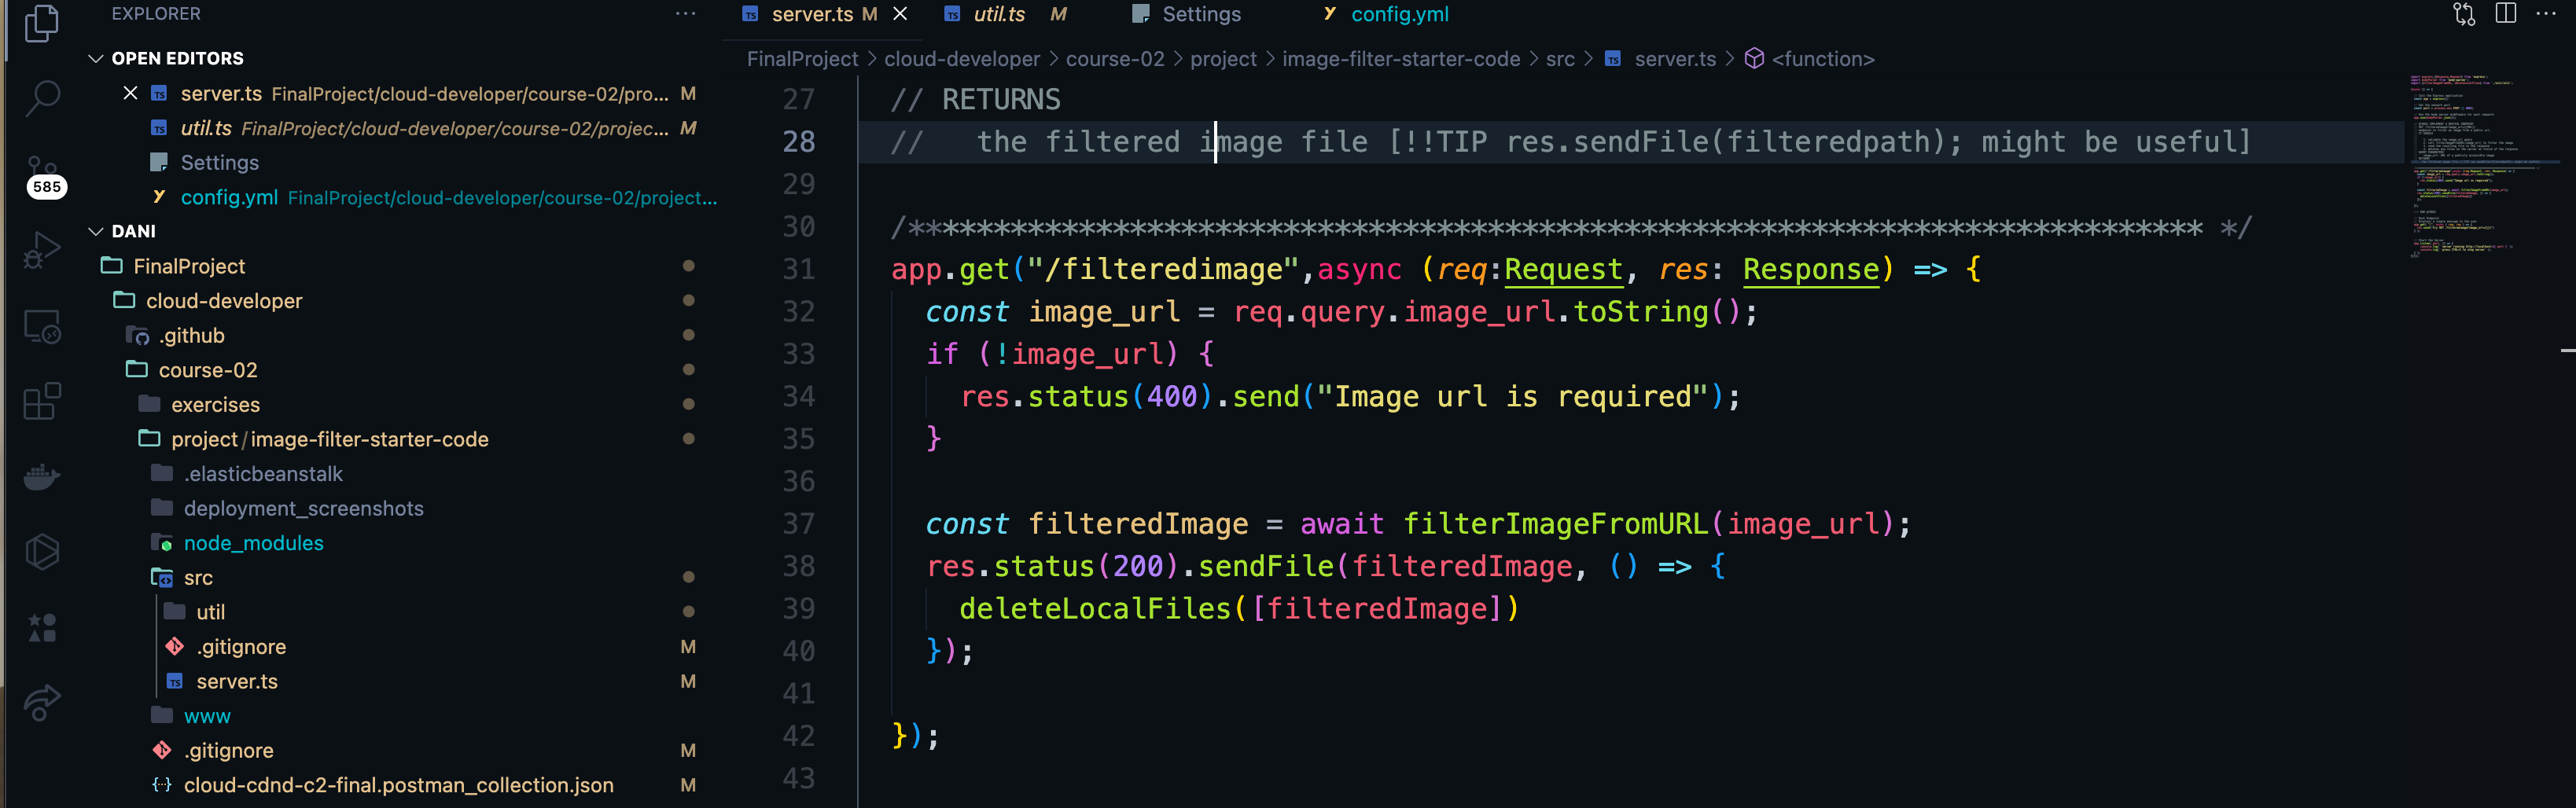 EXPLORER
OPEN EDITORS
server.ts FinalProject/cloud-developer/course-02/pro... M
util.ts FinalProject/cloud-developer/course-02/projec... M
Settings
config.yml FinalProject/cloud-developer/course-02/project...
585
DANI
FinalProject
cloud-developer
.github
course-02
exercises
project/image-filter-starter-code
.elasticbeanstalk
deployment_screenshots
node_modules
src
util
.gitignore M
server.ts M
www
.gitignore M
cloud-cdnd-c2-final.postman_collection.json M
server.ts M util.ts M Settings config.yml
FinalProject > cloud-developer > course-02 > project > image-filter-starter-code > src > server.ts > <function>
27 // RETURNS
28 //   the filtered image file [!!TIP res.sendFile(filteredpath); might be useful]
29
30 /************************************************************************** */
31 app.get("/filteredimage",async (req:Request, res: Response) => {
32   const image_url = req.query.image_url.toString();
33   if (!image_url) {
34     res.status(400).send("Image url is required");
35   }
36
37   const filteredImage = await filterImageFromURL(image_url);
38   res.status(200).sendFile(filteredImage, () => {
39     deleteLocalFiles([filteredImage])
40   });
41
42 });
43